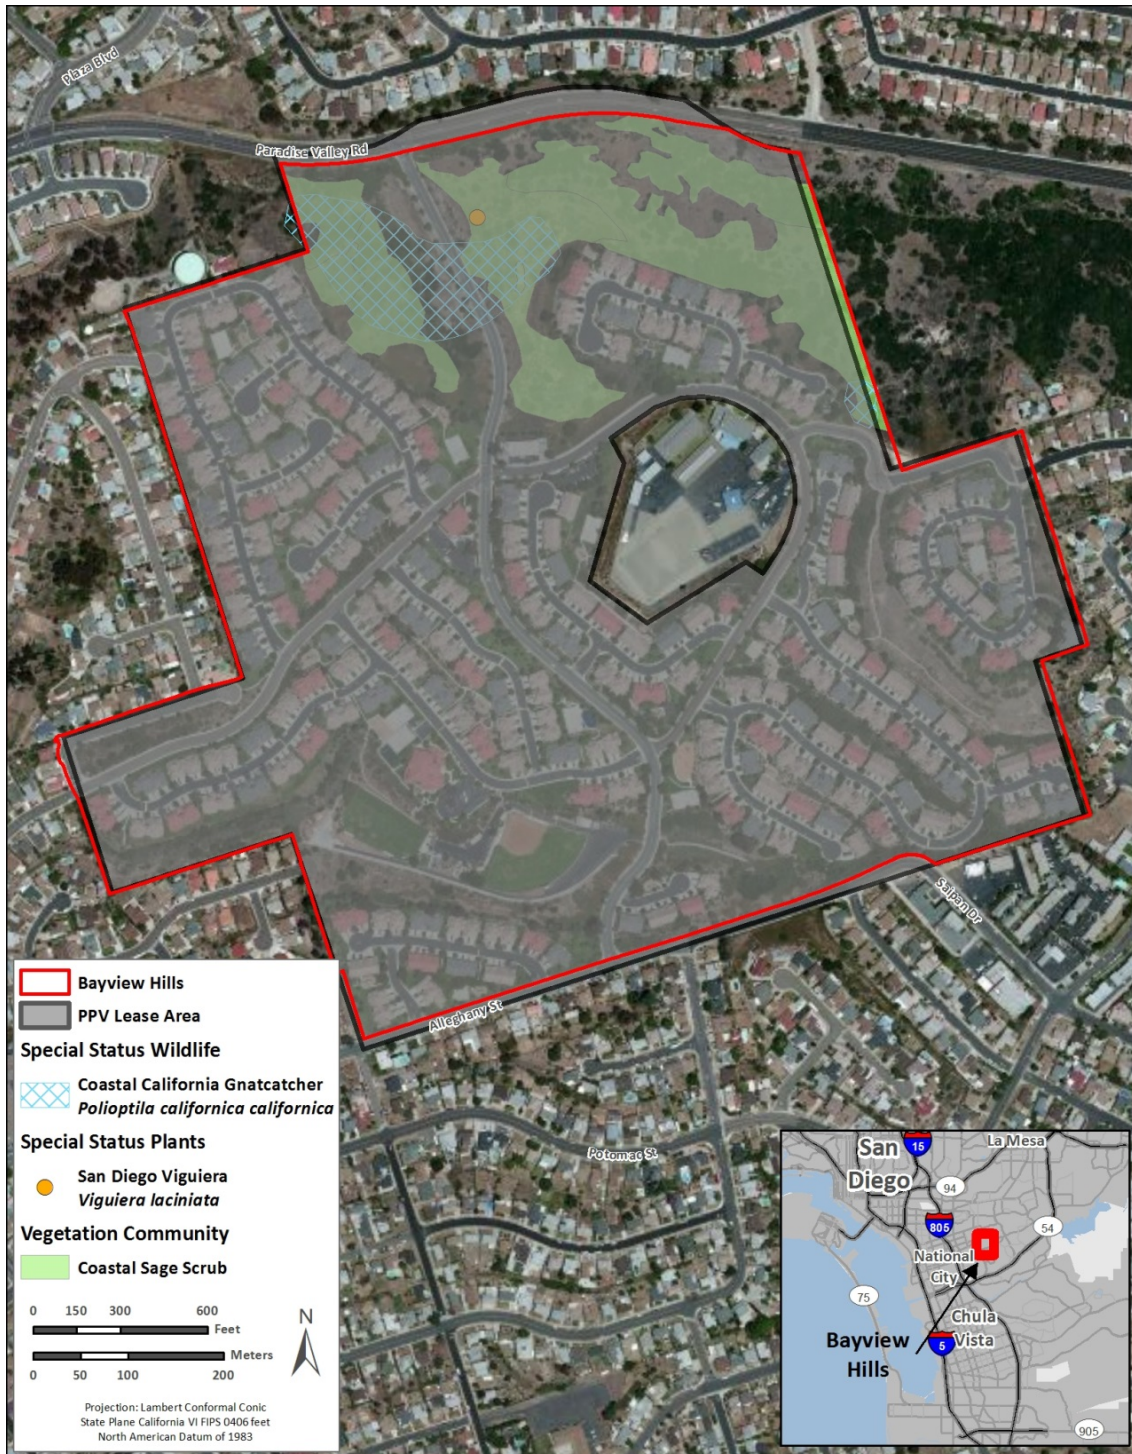 Plaza Blvd
Paradise Valley Rd
Saipan Dr
Alleghany St
Potomac St
Bayview Hills
PPV Lease Area
Special Status Wildlife
Coastal California Gnatcatcher
Polioptila californica californica
Special Status Plants
San Diego Viguiera
Viguiera laciniata
Vegetation Community
Coastal Sage Scrub
0 150 300 600
Feet
Meters
0 50 100 200
N
Projection: Lambert Conformal Conic
State Plane California VI FIPS 0406 feet
North American Datum of 1983
15
La Mesa
San
Diego
94
805
54
National
City
75
Chula
Vista
5
Bayview
Hills
905